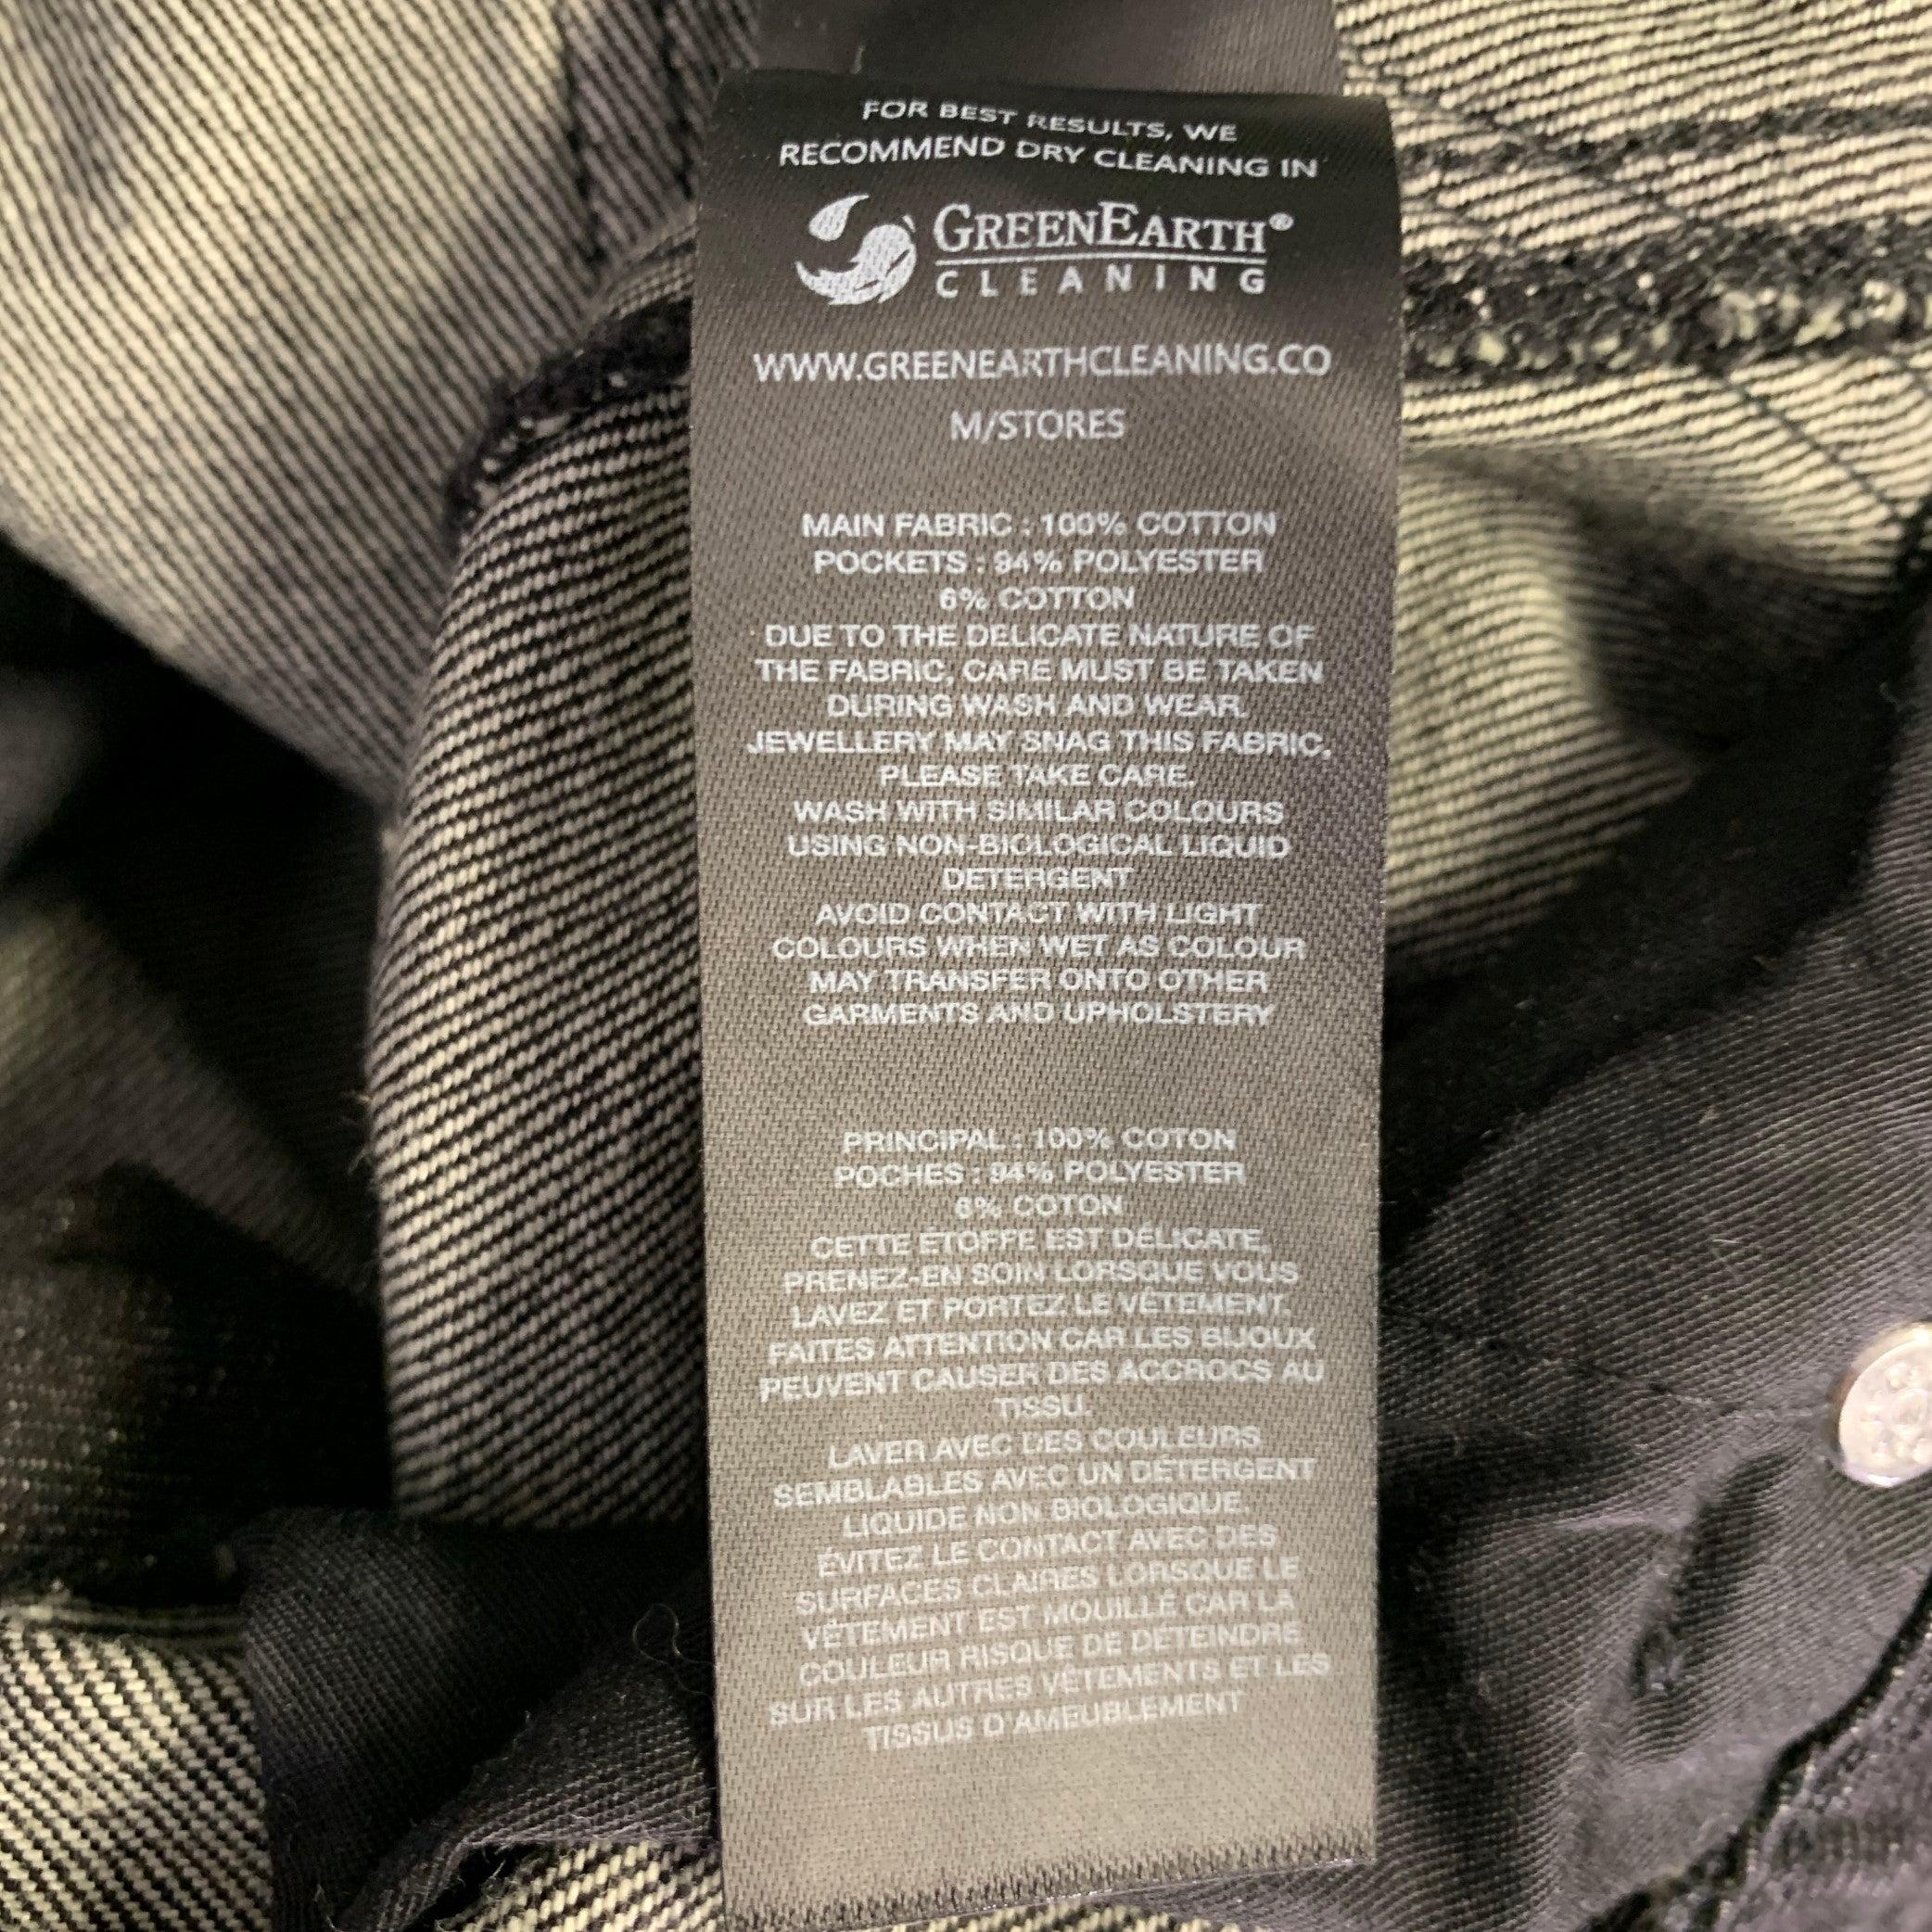 FOR BEST RESULTS, WE
RECOMMEND DRY CLEANING IN
GREENEARTH®
CLEANING
WWW.GREENEARTHCLEANING.CO
M/STORES
MAIN FABRIC : 100% COTTON
POCKETS : 94% POLYESTER
6% COTTON
DUE TO THE DELICATE NATURE OF
THE FABRIC, CARE MUST BE TAKEN
DURING WASH AND WEAR.
JEWELLERY MAY SNAG THIS FABRIC,
PLEASE TAKE CARE.
WASH WITH SIMILAR COLOURS
USING NON-BIOLOGICAL LIQUID
DETERGENT
AVOID CONTACT WITH LIGHT
COLOURS WHEN WET AS COLOUR
MAY TRANSFER ONTO OTHER
GARMENTS AND UPHOLSTERY
PRINCIPAL : 100% COTON
POCHES : 94% POLYESTER
6% COTON
CETTE ÉTOFFE EST DÉLICATE,
PRENEZ-EN SOIN LORSQUE VOUS
LAVEZ ET PORTEZ LE VÊTEMENT.
FAITES ATTENTION CAR LES BIJOUX
PEUVENT CAUSER DES ACCROCS AU
TISSU.
LAVER AVEC DES COULEURS
SEMBLABLES AVEC UN DÉTERGENT
LIQUIDE NON BIOLOGIQUE.
ÉVITEZ LE CONTACT AVEC DES
SURFACES CLAIRES LORSQUE LE
VÊTEMENT EST MOUILLÉ CAR LA
COULEUR RISQUE DE DÉTEINDRE
SUR LES AUTRES VÊTEMENTS ET LES
TISSUS D'AMEUBLEMENT